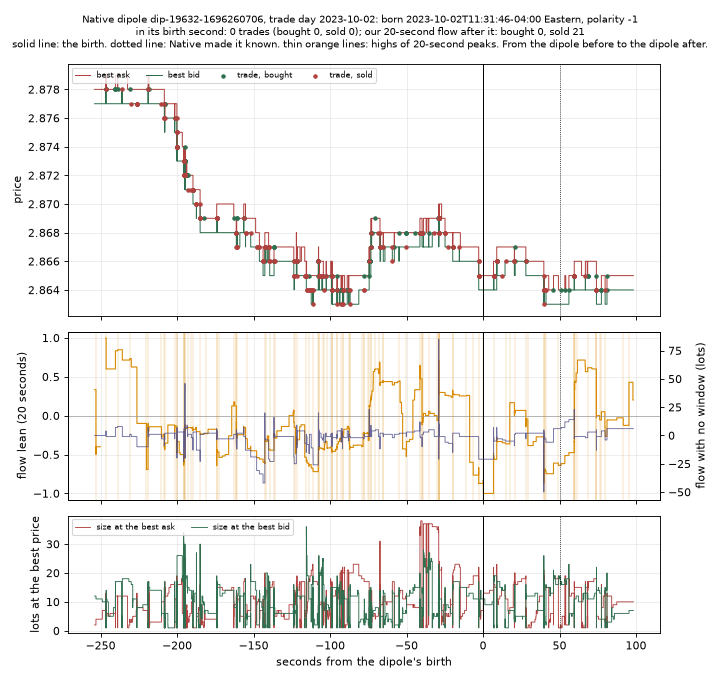 Native dipole dip-19632-1696260706, trade day 2023-10-02: born 2023-10-02T11:31:46-04:00 Eastern, polarity -1
in its birth second: 0 trades (bought 0, sold 0); our 20-second flow after it: bought 0, sold 21
solid line: the birth. dotted line: Native made it known. thin orange lines: highs of 20-second peaks. From the dipole before to the dipole after.
best ask best bid trade, bought trade, sold
2.878
2.876
2.874
2.872
2.870
2.868
2.866
2.864
price
1.0
0.5
0.0
−0.5
−1.0
flow lean (20 seconds)
75
50
25
0
−25
−50
flow with no window (lots)
size at the best ask size at the best bid
30
20
10
0
lots at the best price
−250 −200 −150 −100 −50 0 50 100
seconds from the dipole's birth